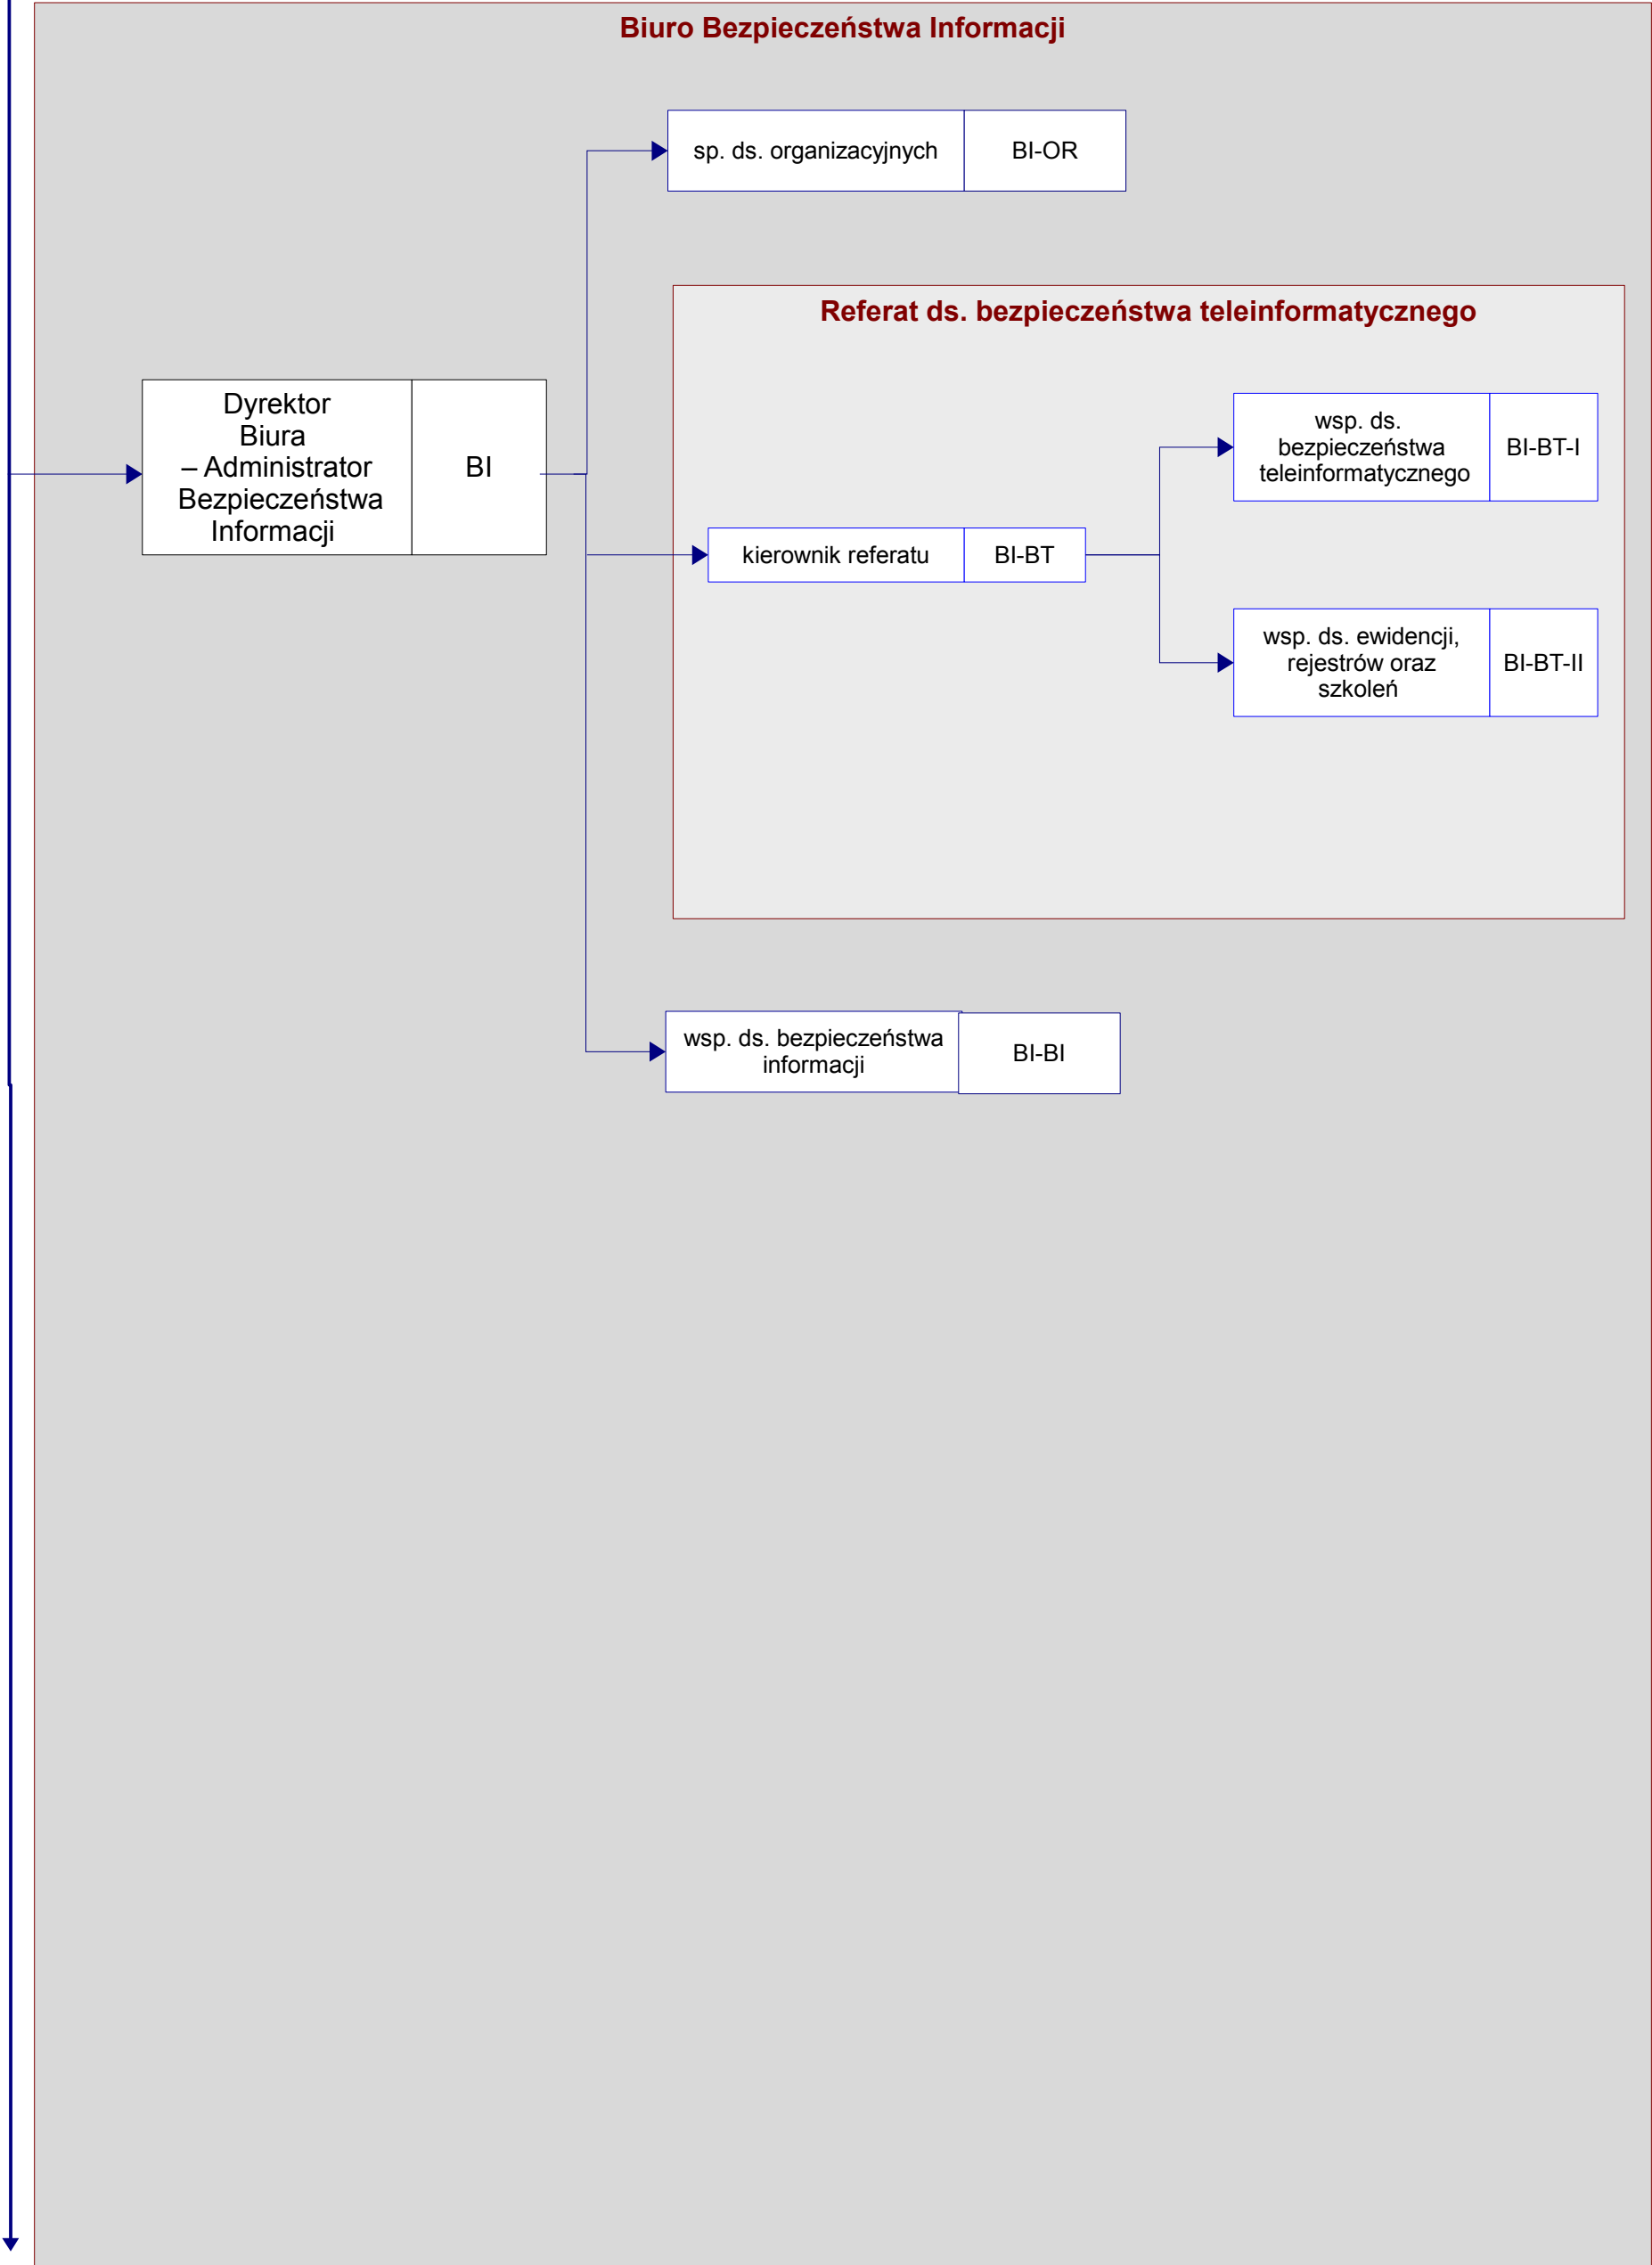 Biuro Bezpieczeństwa Informacji
sp. ds. organizacyjnych
BI-OR
Referat ds. bezpieczeństwa teleinformatycznego
Dyrektor
Biura
– Administrator
Bezpieczeństwa
Informacji
BI
wsp. ds.
bezpieczeństwa
teleinformatycznego
BI-BT-I
kierownik referatu
BI-BT
wsp. ds. ewidencji,
rejestrów oraz
szkoleń
BI-BT-II
wsp. ds. bezpieczeństwa
informacji
BI-BI